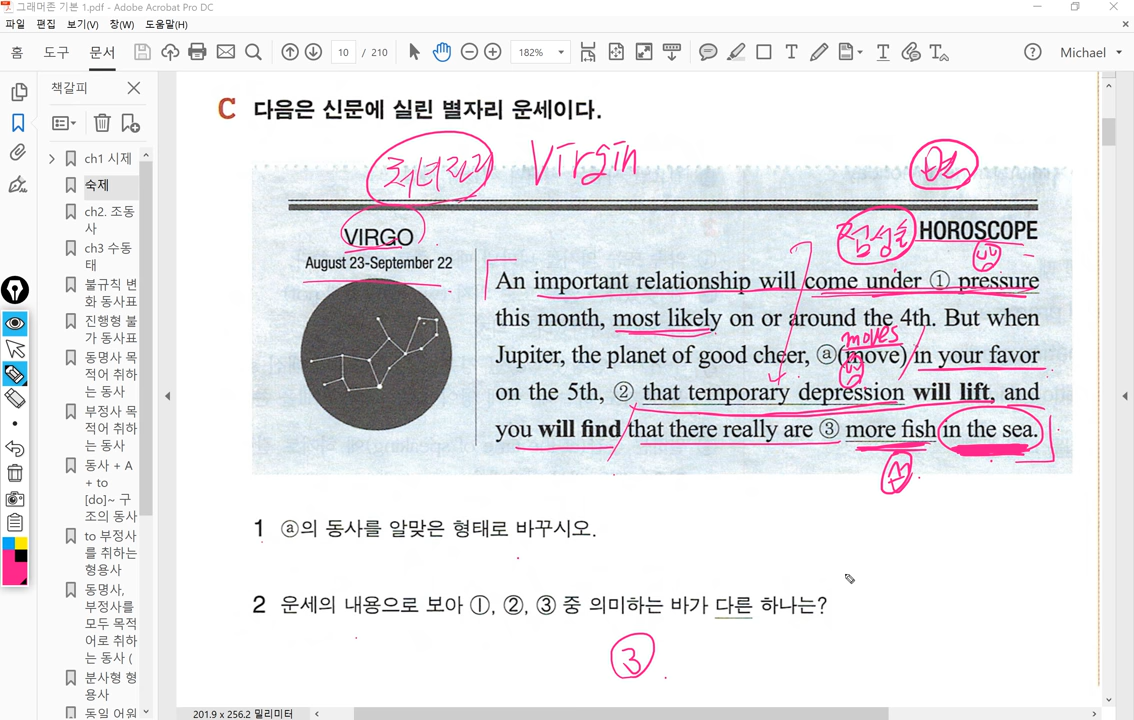 그래머존 기본 1.pdf - Adobe Acrobat Pro DC
파일 편집 보기(V) 창(W) 도움말(H)
홈 도구 문서 10 / 210 182% Michael
책갈피
ch1 시제
숙제
ch2. 조동
사
ch3 수동
태
불규칙 변
화 동사표
진행형 불
가 동사표
동명사 목
적어 취하
는 동사
부정사 목
적어 취하
는 동사
동사 + A
+ to
[do]~ 구
조의 동사
to 부정사
를 취하는
형용사
동명사,
부정사를
모두 목적
어로 취하
는 동사 (
분사형 형
용사
동일 어원
C 다음은 신문에 실린 별자리 운세이다.
처녀자리 Virgin
VIRGO
August 23-September 22
점성술 HOROSCOPE
An important relationship will come under ① pressure
this month, most likely on or around the 4th. But when
moves
Jupiter, the planet of good cheer, ⓐ(move) in your favor
on the 5th, ② that temporary depression will lift, and
you will find that there really are ③ more fish in the sea.
1 ⓐ의 동사를 알맞은 형태로 바꾸시오.
2 운세의 내용으로 보아 ①, ②, ③ 중 의미하는 바가 다른 하나는?
③
201.9 x 256.2 밀리미터